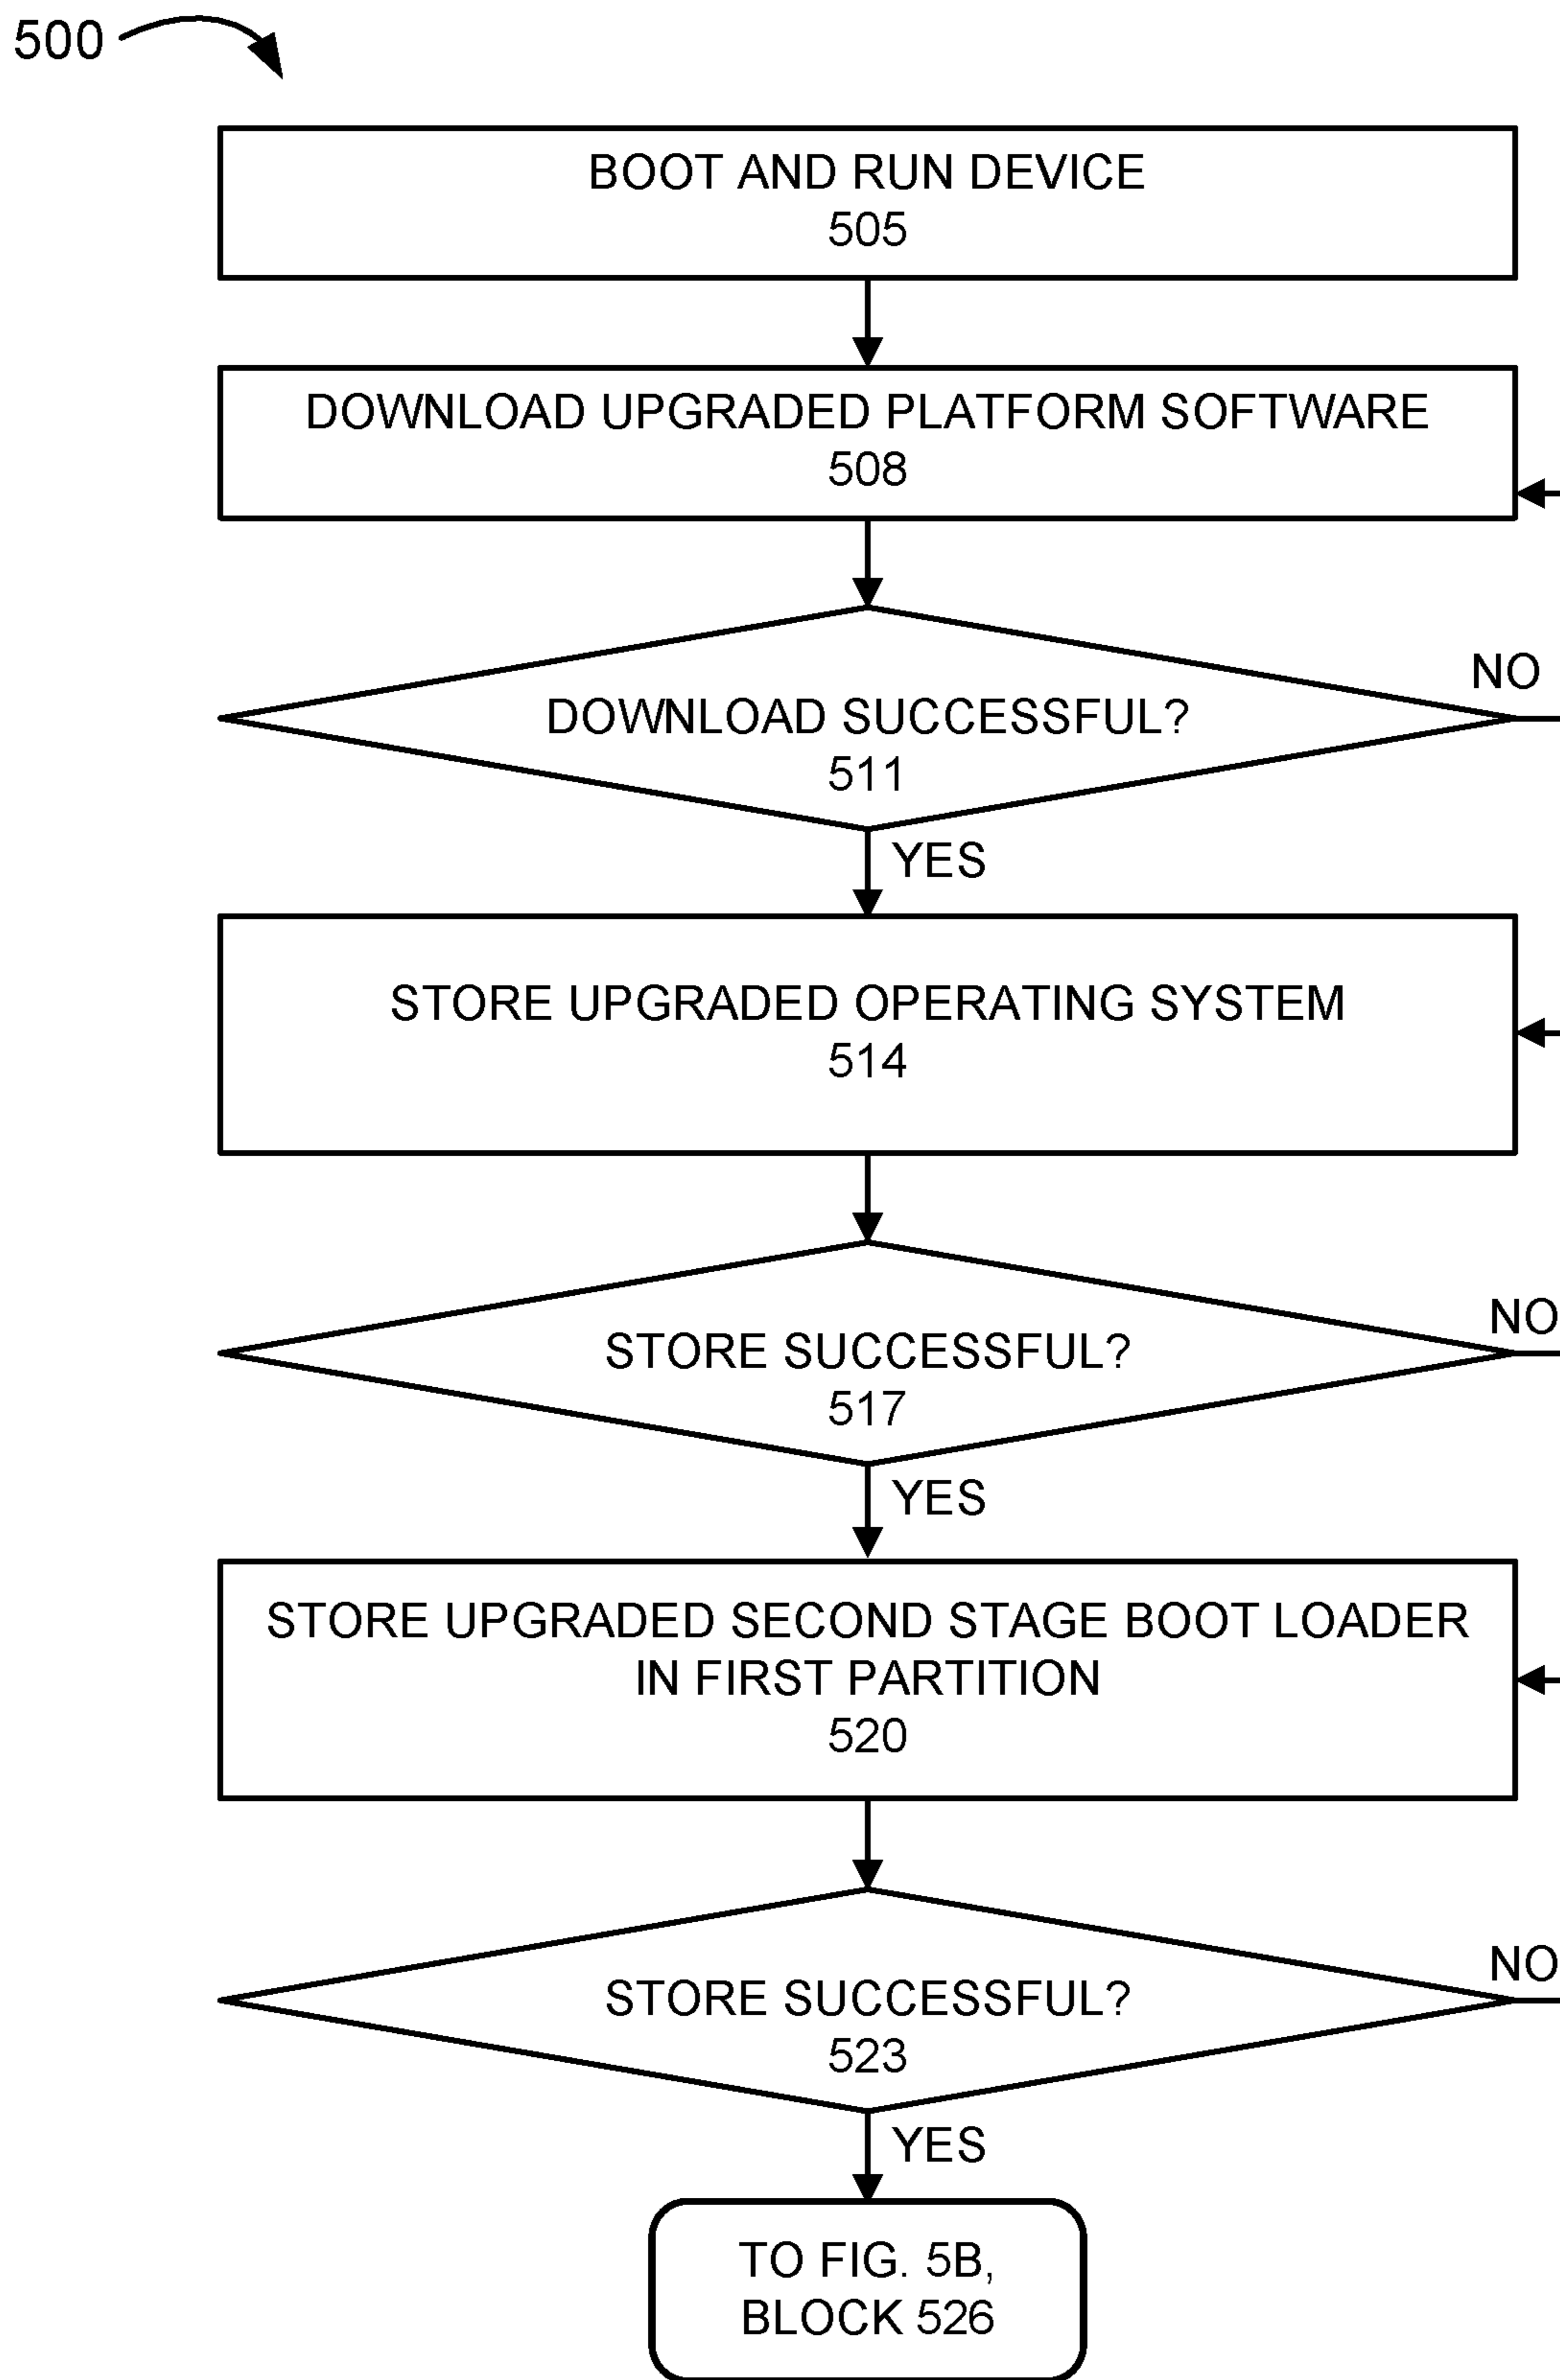 500
BOOT AND RUN DEVICE
505
DOWNLOAD UPGRADED PLATFORM SOFTWARE
508
DOWNLOAD SUCCESSFUL?
511
NO
YES
STORE UPGRADED OPERATING SYSTEM
514
STORE SUCCESSFUL?
517
NO
YES
STORE UPGRADED SECOND STAGE BOOT LOADER
IN FIRST PARTITION
520
STORE SUCCESSFUL?
523
NO
YES
TO FIG. 5B,
BLOCK 526